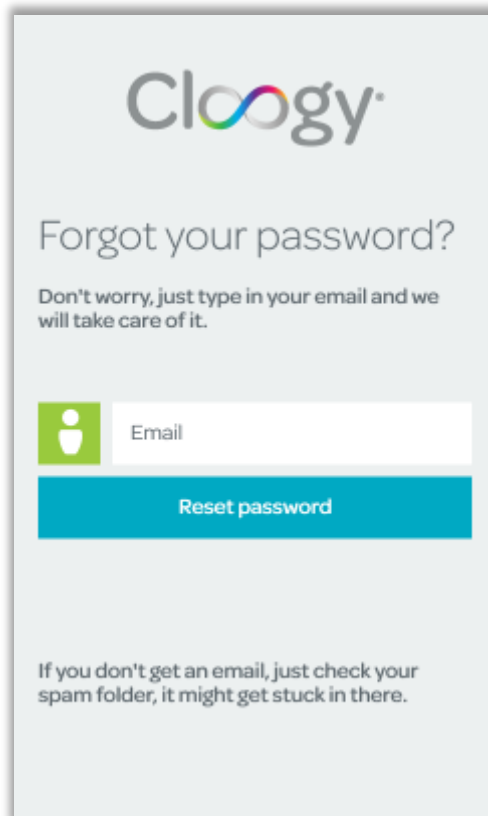 Cloogy®
Forgot your password?
Don't worry, just type in your email and we
will take care of it.
Email
Reset password
If you don't get an email, just check your
spam folder, it might get stuck in there.